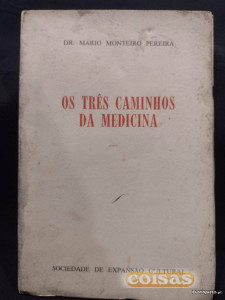 DR. MARIO MONTEIRO PEREIRA
OS TRÊS CAMINHOS
DA MEDICINA
SOCIEDADE DE EXPANSÃO CULTURAL
coisas